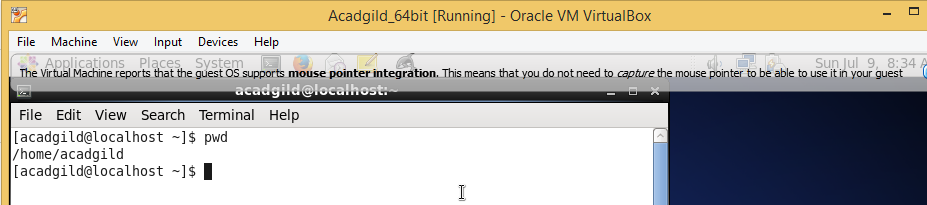 Acadgild_64bit [Running] - Oracle VM VirtualBox
File Machine View Input Devices Help
Applications Places System Sun Jul 9, 8:34 A
The Virtual Machine reports that the guest OS supports mouse pointer integration. This means that you do not need to capture the mouse pointer to be able to use it in your guest
acadgild@localhost:~
File Edit View Search Terminal Help
[acadgild@localhost ~]$ pwd
/home/acadgild
[acadgild@localhost ~]$